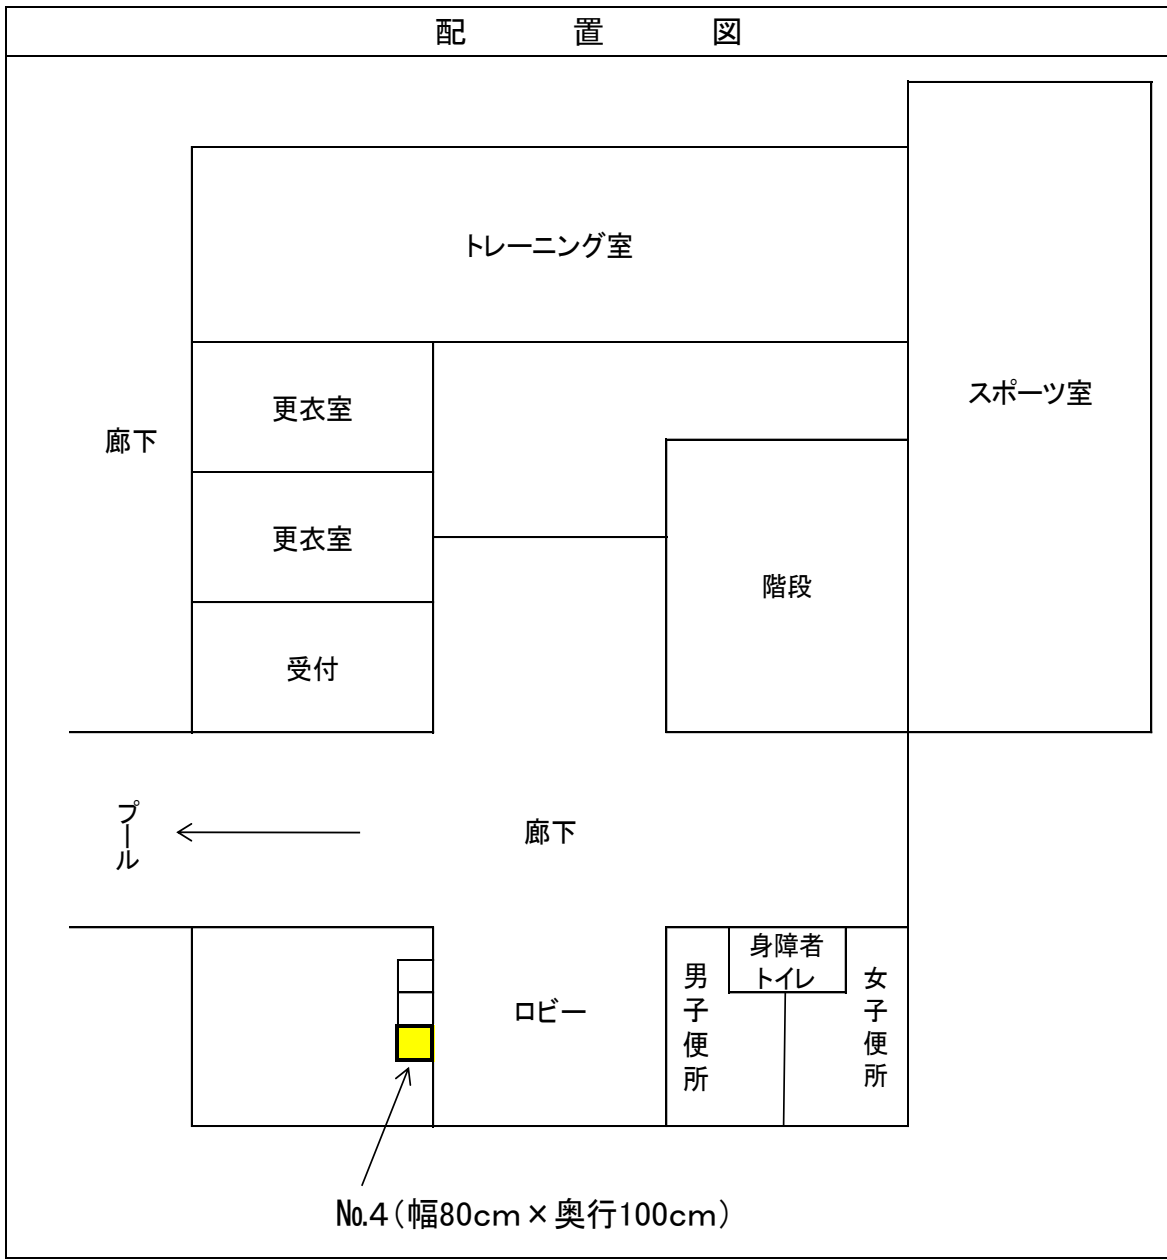 配置図
トレーニング室
スポーツ室
更衣室
廊下
更衣室
階段
受付
プール
廊下
身障者
トイレ
男子便所
女子便所
ロビー
№4（幅80cm×奥行100cm）